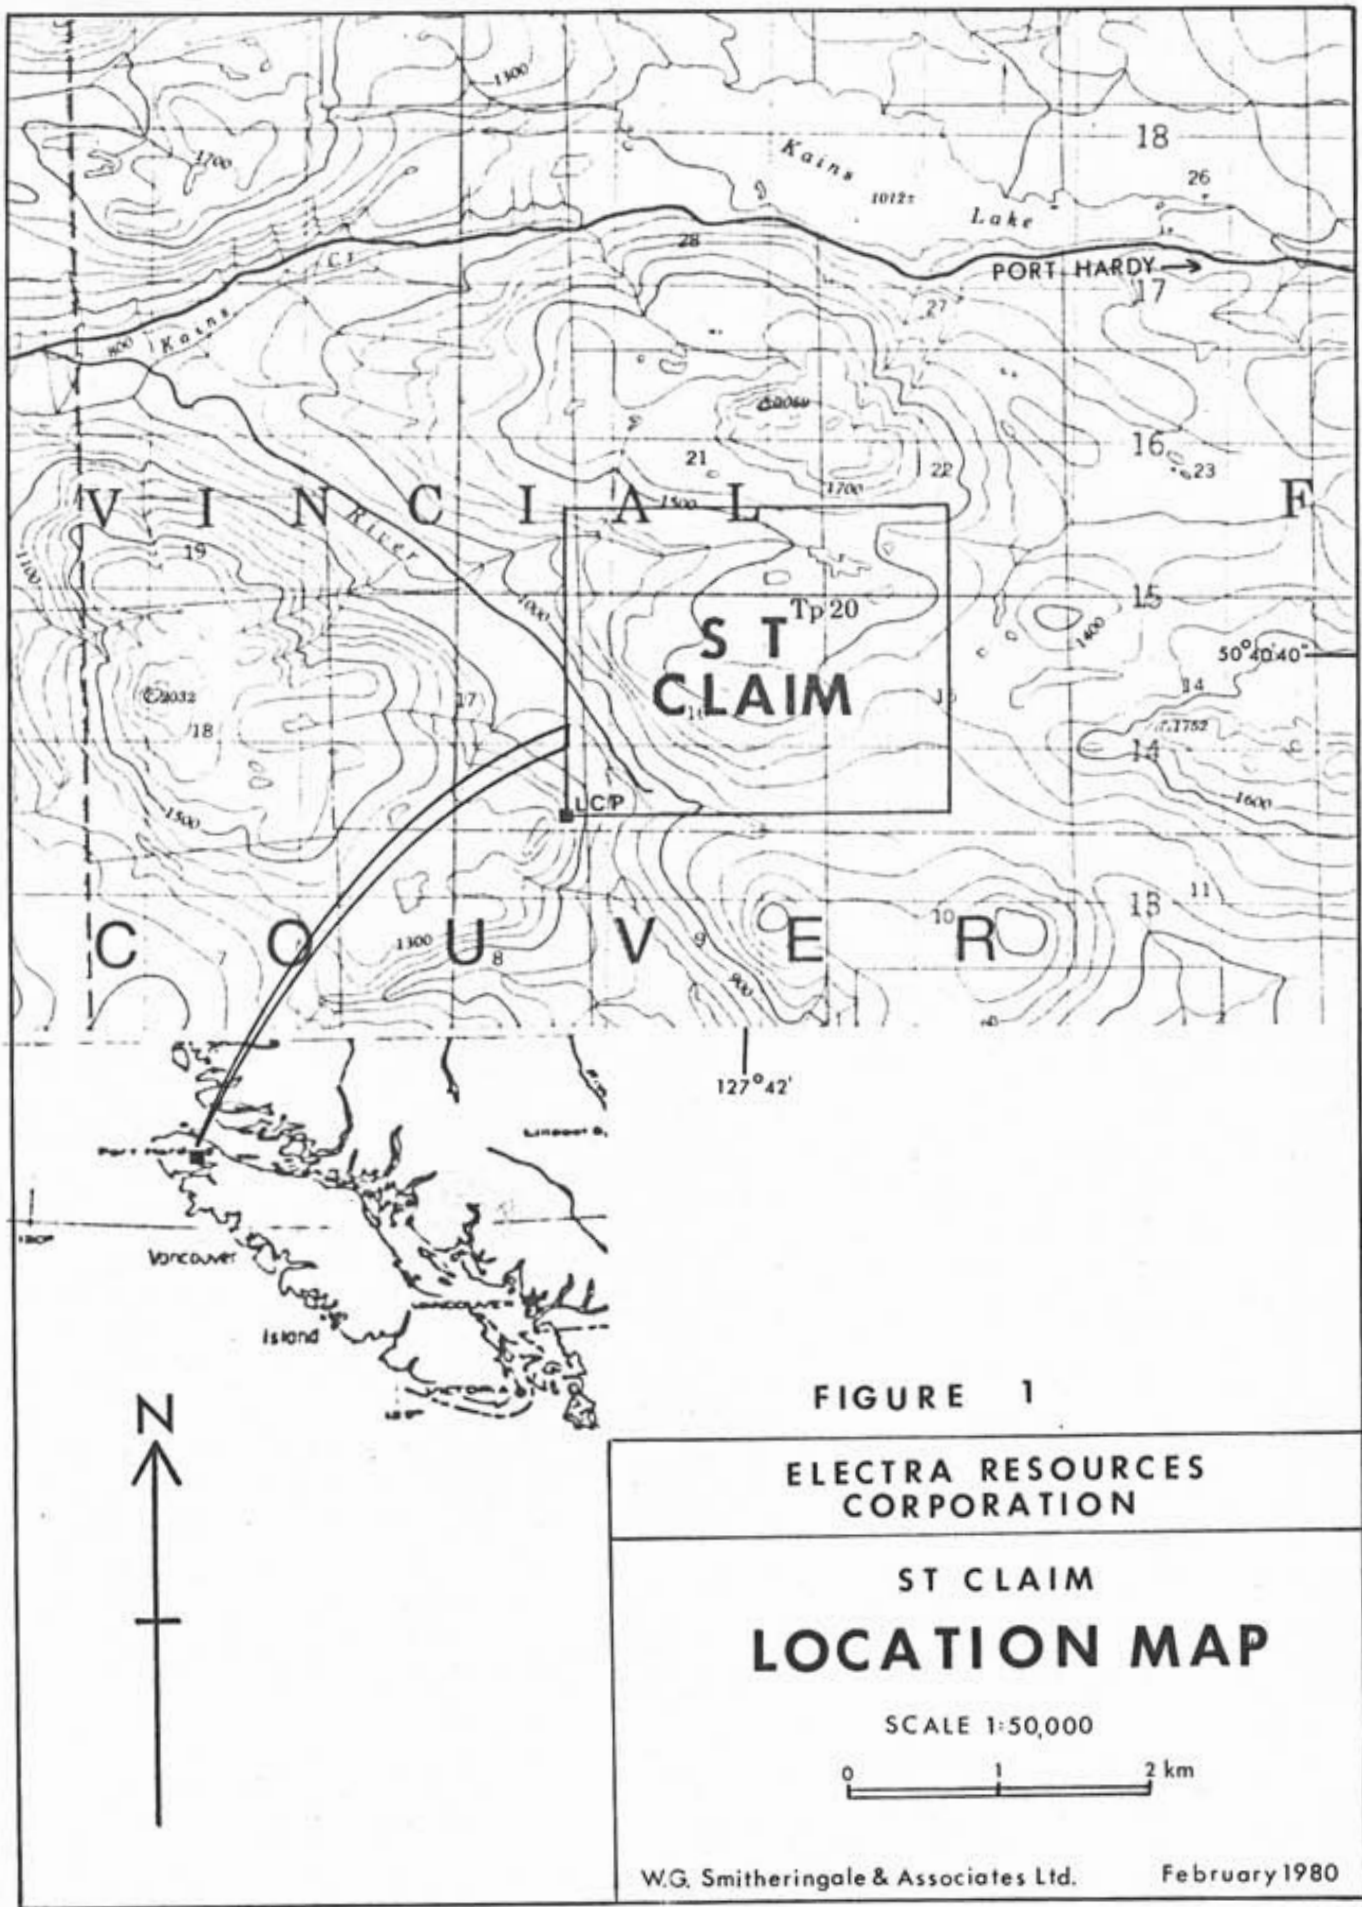 1300
1700
18
Kains
1012±
Lake
26
28
PORT HARDY
17
27
800
Kains
2069
16
21
22
23
1700
1500
V I N C I A L F
River
19
1100
1000
15
Tp 20
S T
CLAIM
1400
50°40'40"
14
2032
17
18
1752
14
1500
LCP
1600
13
11
10
C O U V E R
1300
8
9
7
900
127°42'
Vancouver
Island
VANCOUVER
VICTORIA
N
FIGURE 1
ELECTRA RESOURCES
CORPORATION
ST CLAIM
LOCATION MAP
SCALE 1:50,000
0 1 2 km
W.G. Smitheringale & Associates Ltd. February 1980